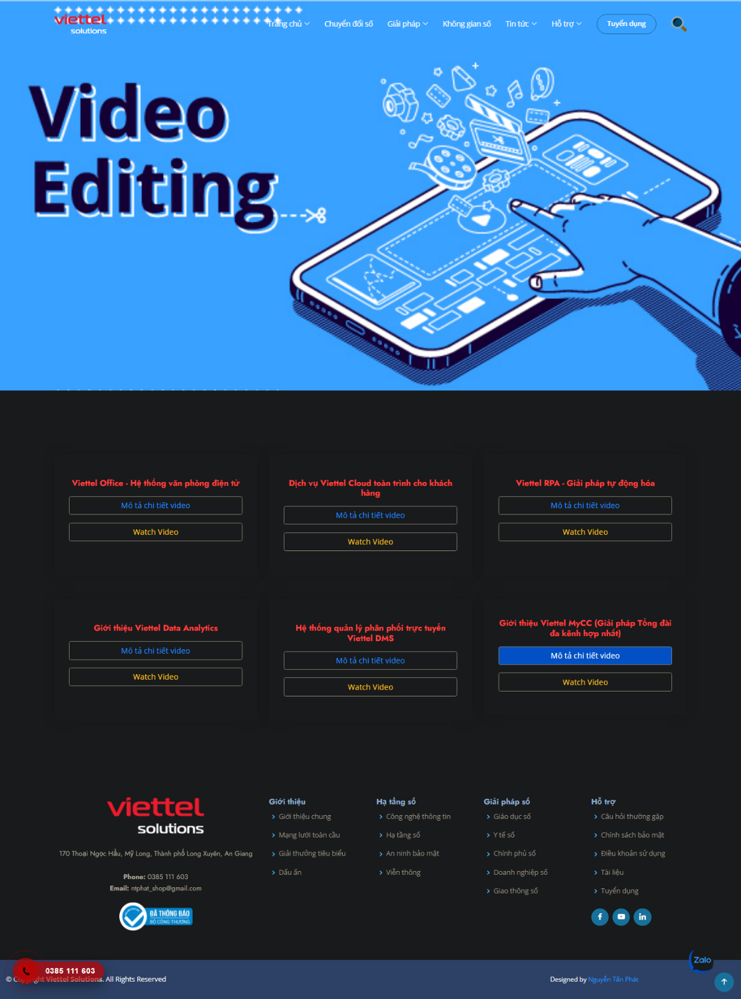 viettel
solutions
Trang chủ
Chuyển đổi số
Giải pháp
Không gian số
Tin tức
Hỗ trợ
Tuyển dụng
Video
Editing
Viettel Office - Hệ thống văn phòng điện tử
Mô tả chi tiết video
Watch Video
Dịch vụ Viettel Cloud toàn trình cho khách
hàng
Mô tả chi tiết video
Watch Video
Viettel RPA - Giải pháp tự động hóa
Mô tả chi tiết video
Watch Video
Giới thiệu Viettel Data Analytics
Mô tả chi tiết video
Watch Video
Hệ thống quản lý phân phối trực tuyến
Viettel DMS
Mô tả chi tiết video
Watch Video
Giới thiệu Viettel MyCC (Giải pháp Tổng đài
đa kênh hợp nhất)
Mô tả chi tiết video
Watch Video
viettel
solutions
170 Thoại Ngọc Hầu, Mỹ Long, Thành phố Long Xuyên, An Giang
Phone: 0385 111 603
Email: ntphat_shop@gmail.com
ĐÃ THÔNG BÁO
BỘ CÔNG THƯƠNG
Giới thiệu
Giới thiệu chung
Mạng lưới toàn cầu
Giải thưởng tiêu biểu
Dấu ấn
Hạ tầng số
Công nghệ thông tin
Hạ tầng số
An ninh bảo mật
Viễn thông
Giải pháp số
Giáo dục số
Y tế số
Chính phủ số
Doanh nghiệp số
Giao thông số
Hỗ trợ
Câu hỏi thường gặp
Chính sách bảo mật
Điều khoản sử dụng
Tài liệu
Tuyển dụng
Zalo
0385 111 603
© Copyright Viettel Solutions. All Rights Reserved
Designed by Nguyễn Tấn Phát